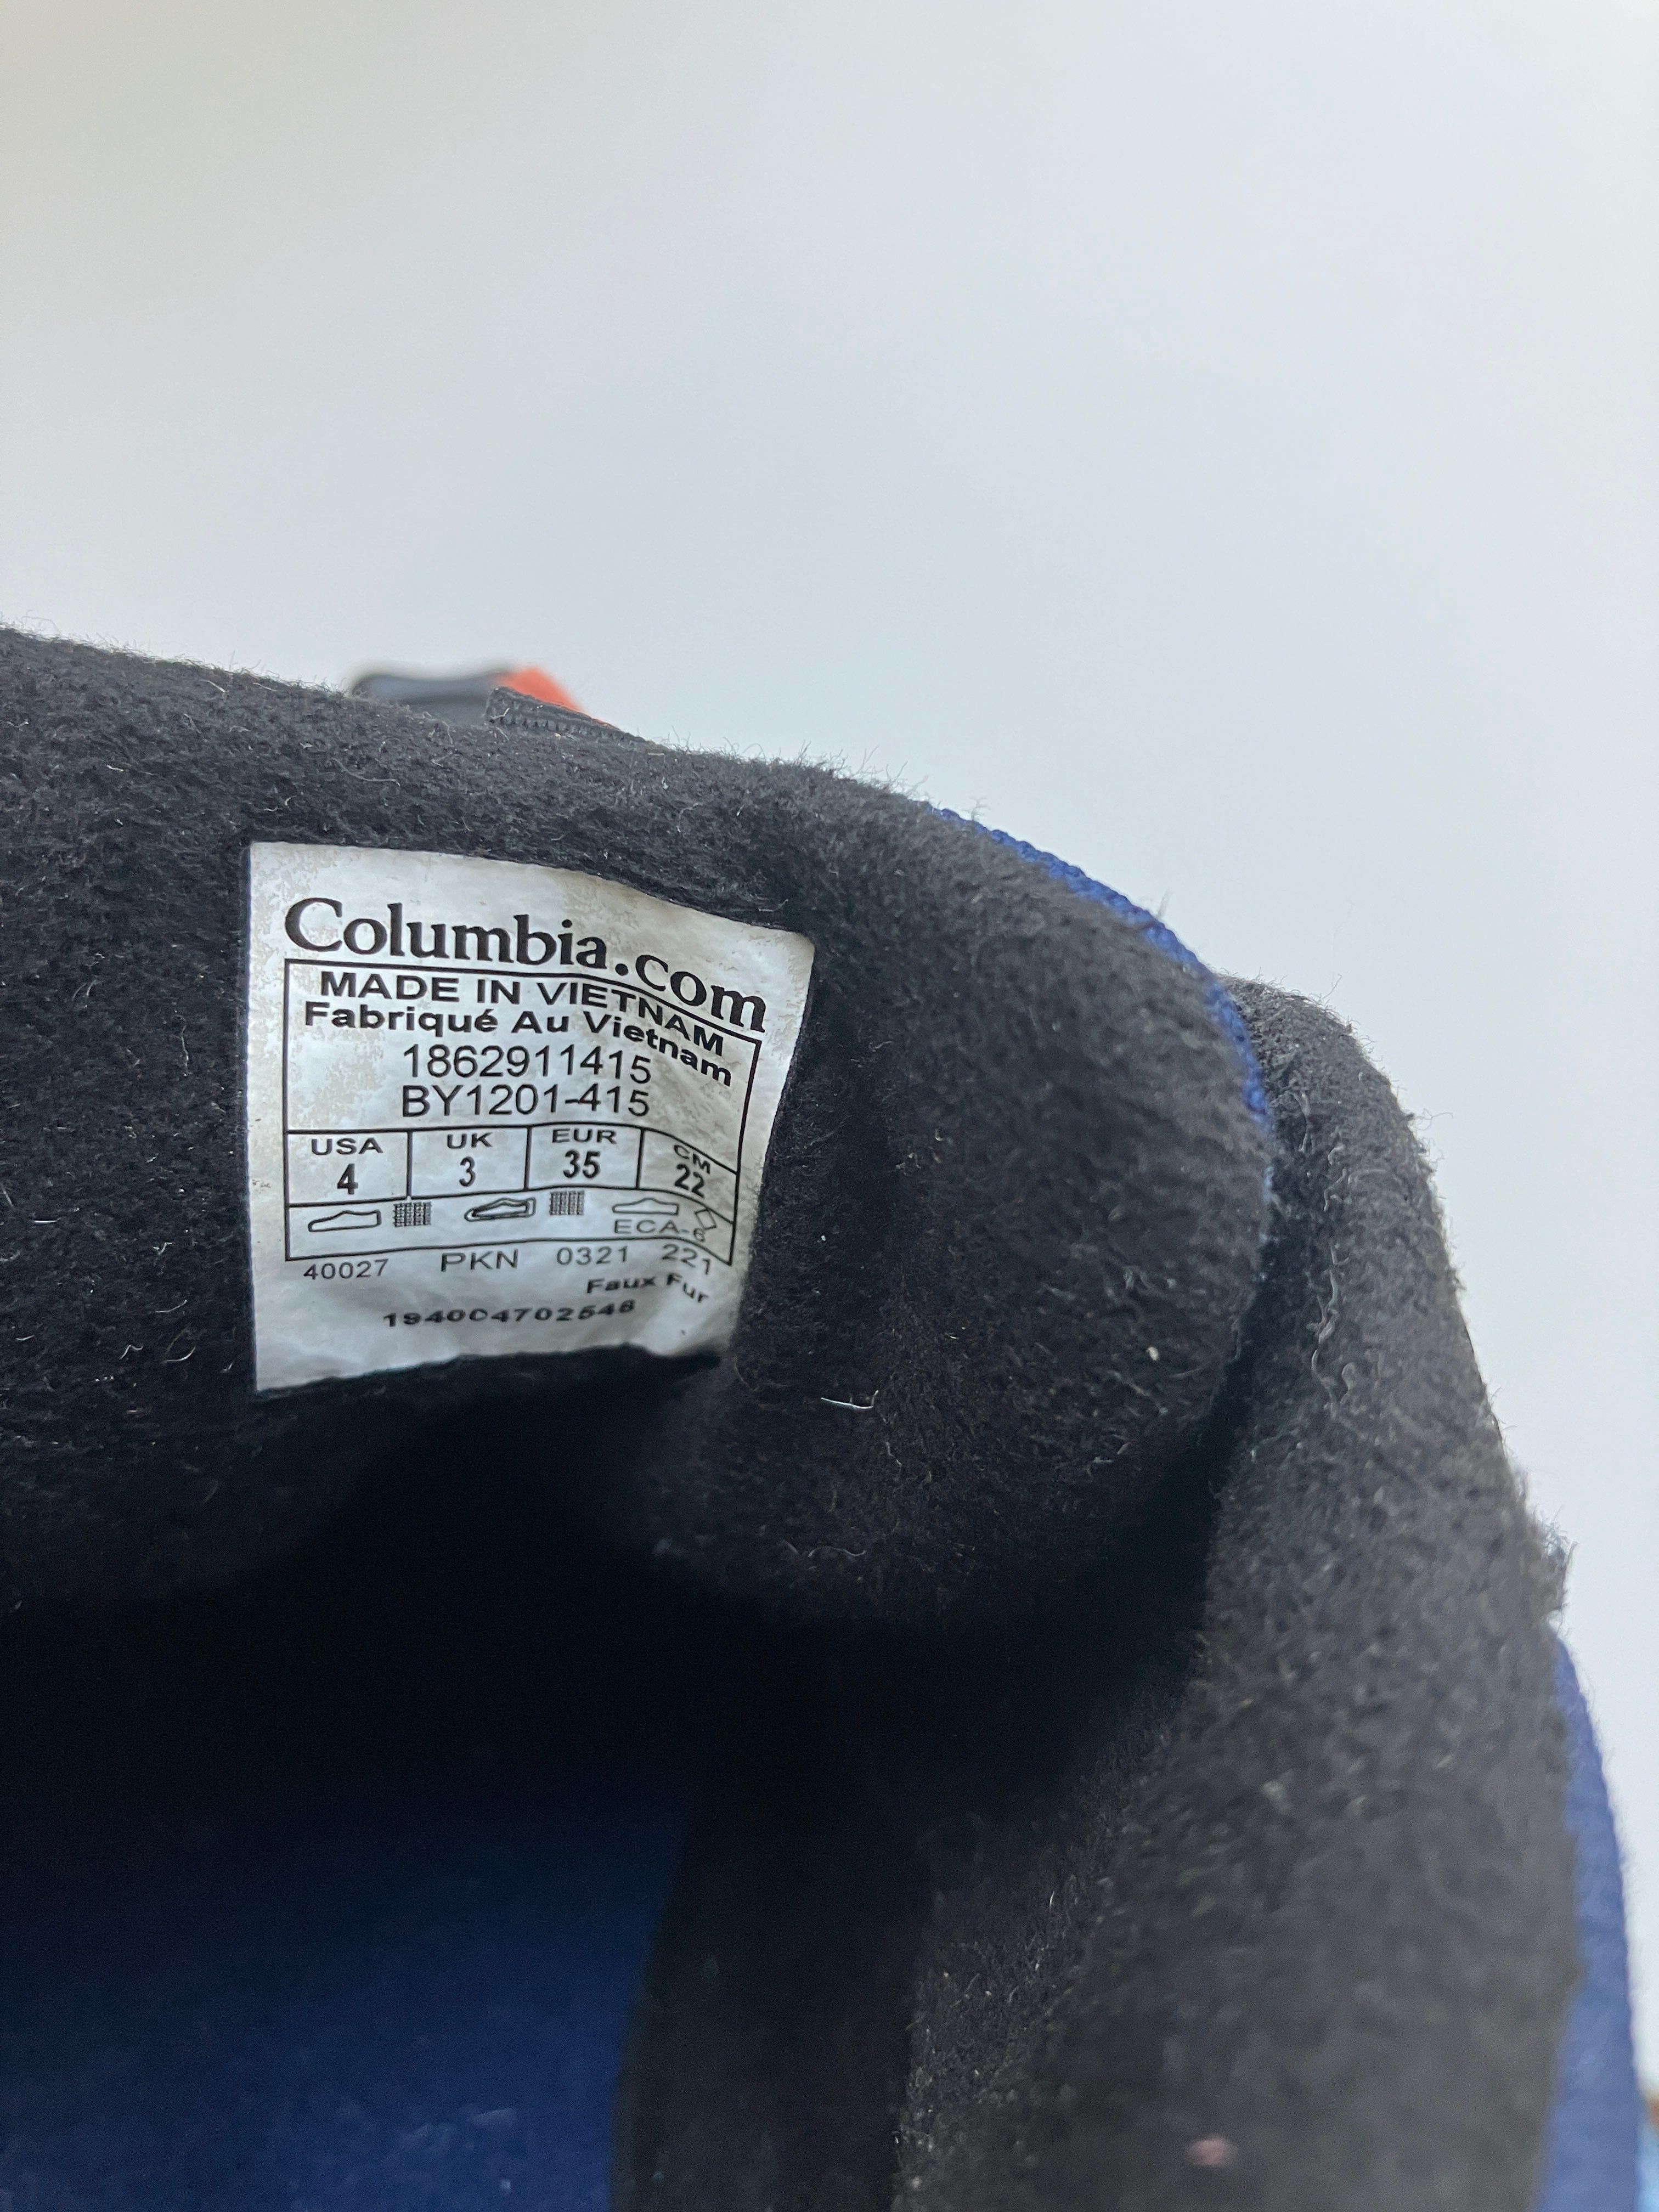 Columbia.com
MADE IN VIETNAM
Fabriqué Au Vietnam
1862911415
BY1201-415
USA UK EUR CM
4 3 35 22
ECA-6
40027 PKN 0321 221
Faux Fur
194004702548